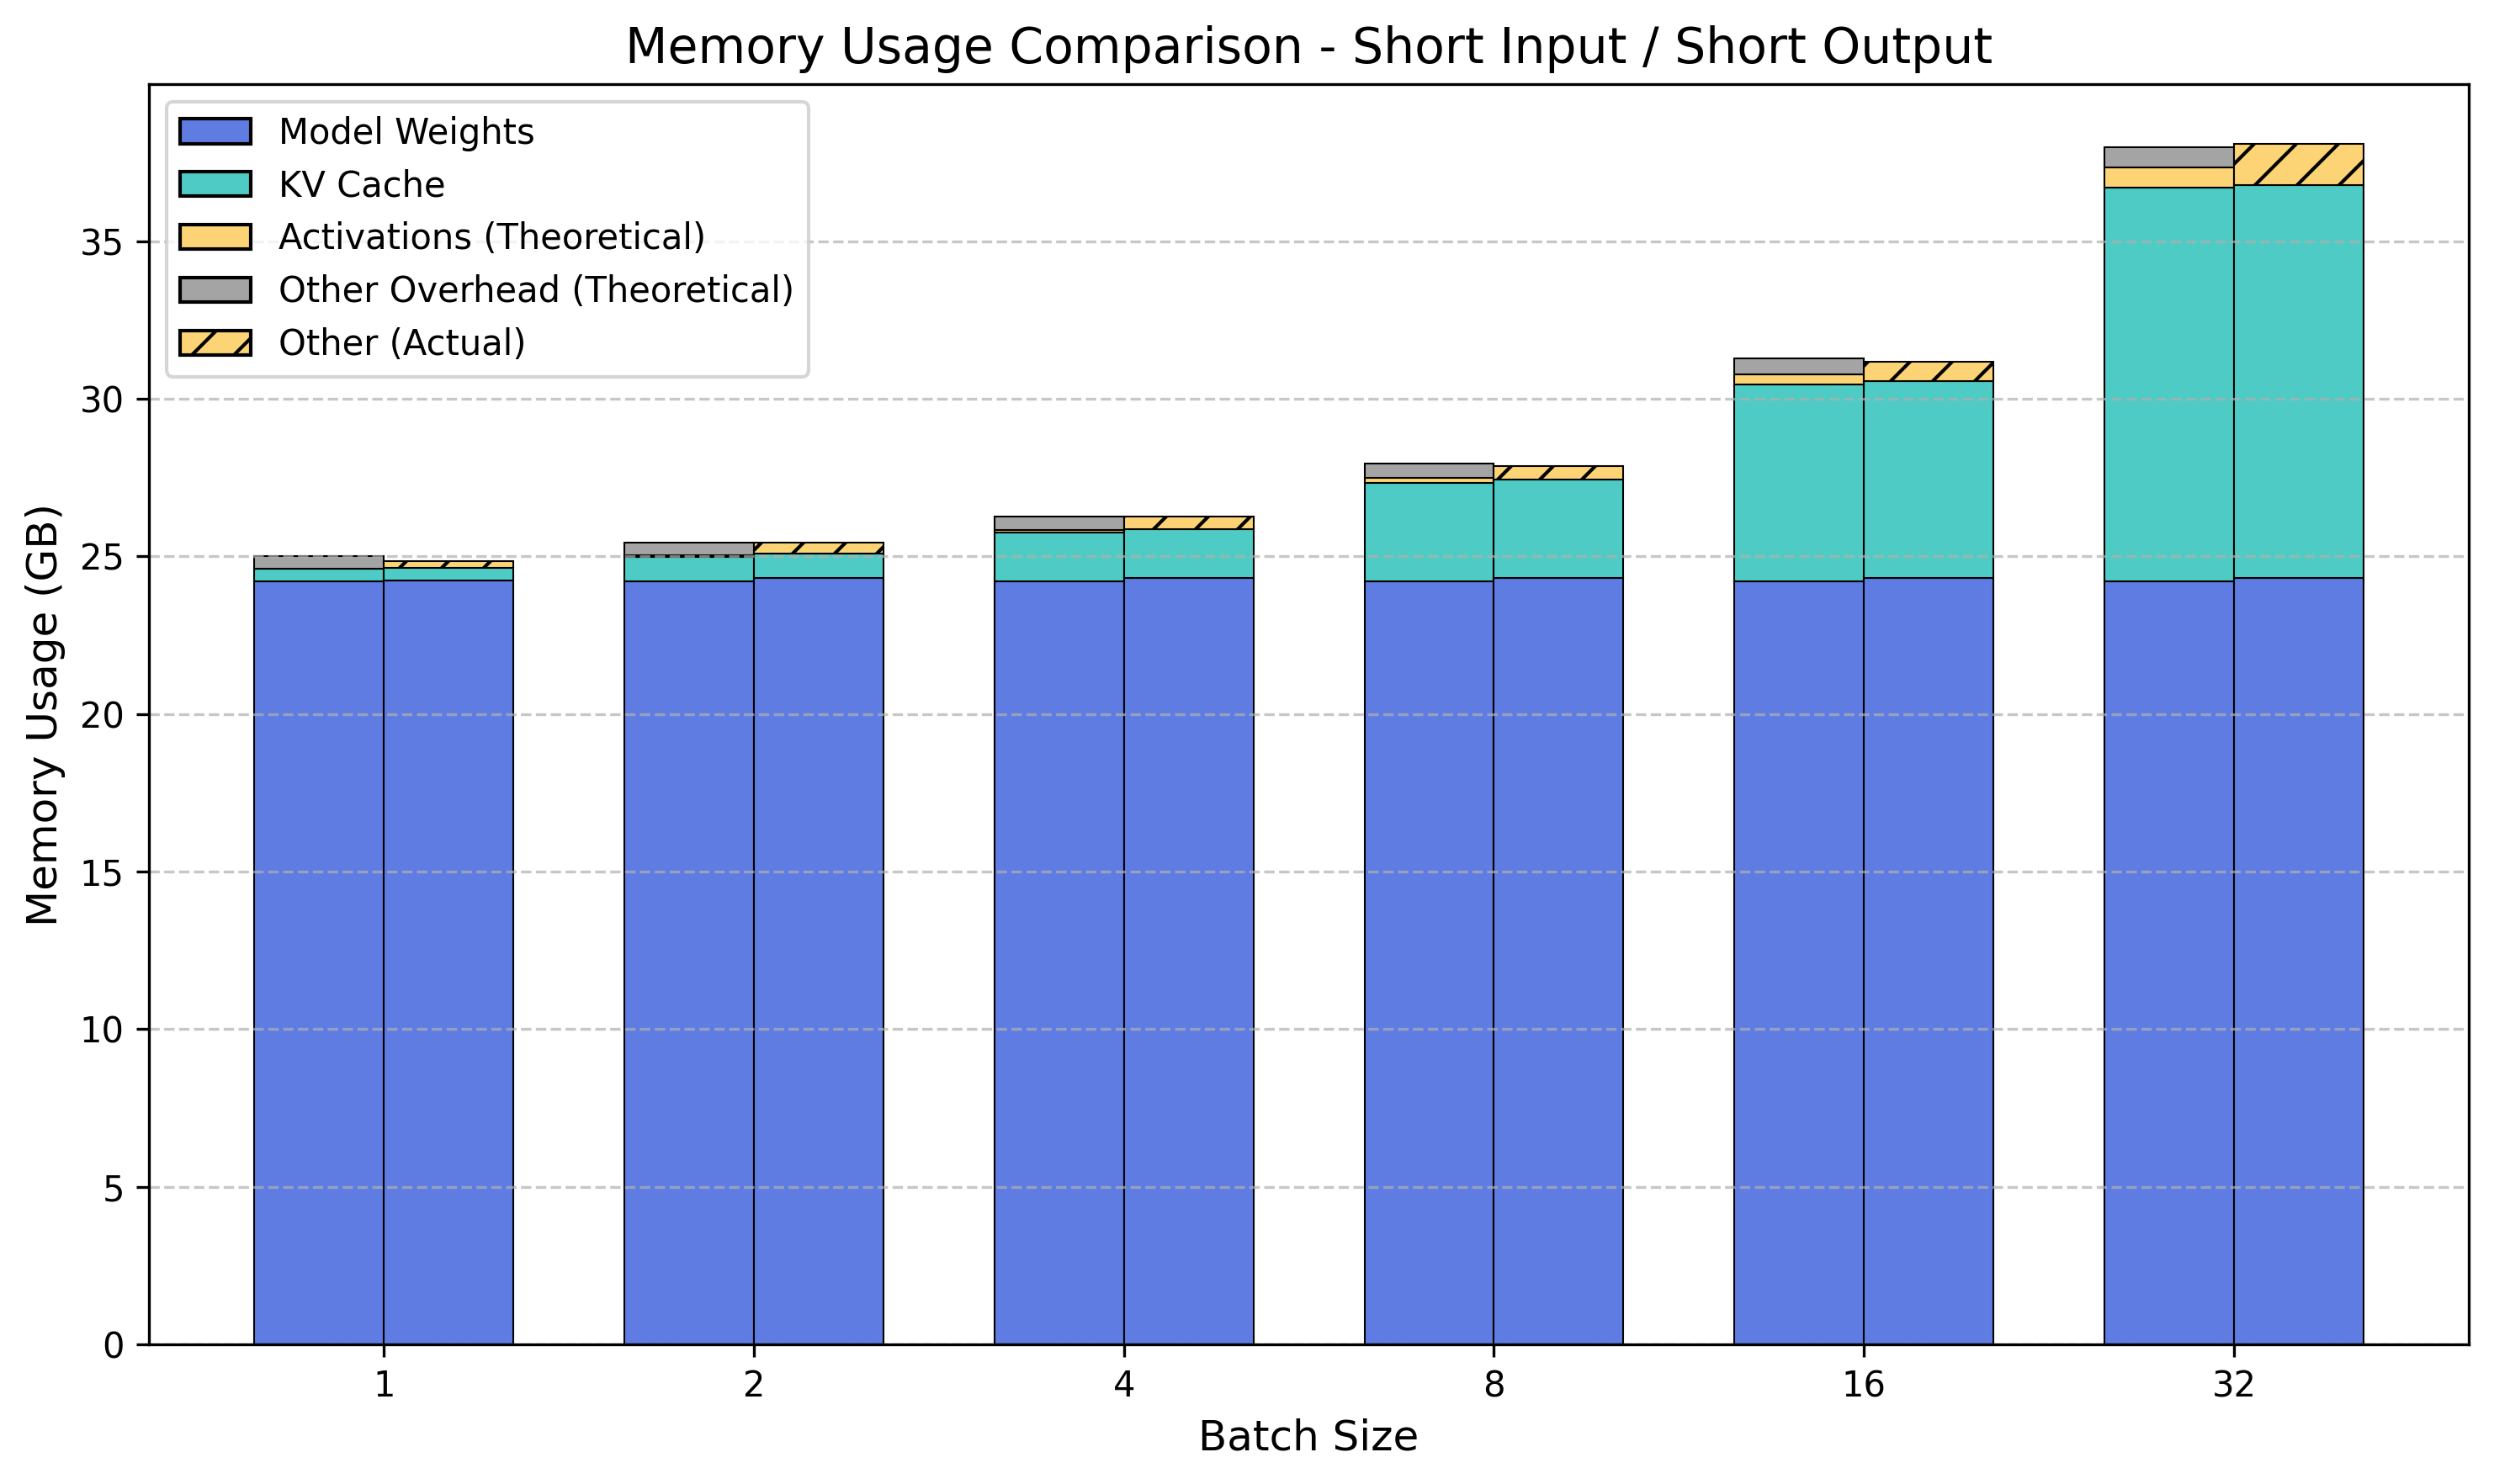 Memory Usage Comparison - Short Input / Short Output
Model Weights
KV Cache
Activations (Theoretical)
Other Overhead (Theoretical)
Other (Actual)
Memory Usage (GB)
35
30
25
20
15
10
5
0
1 2 4 8 16 32
Batch Size